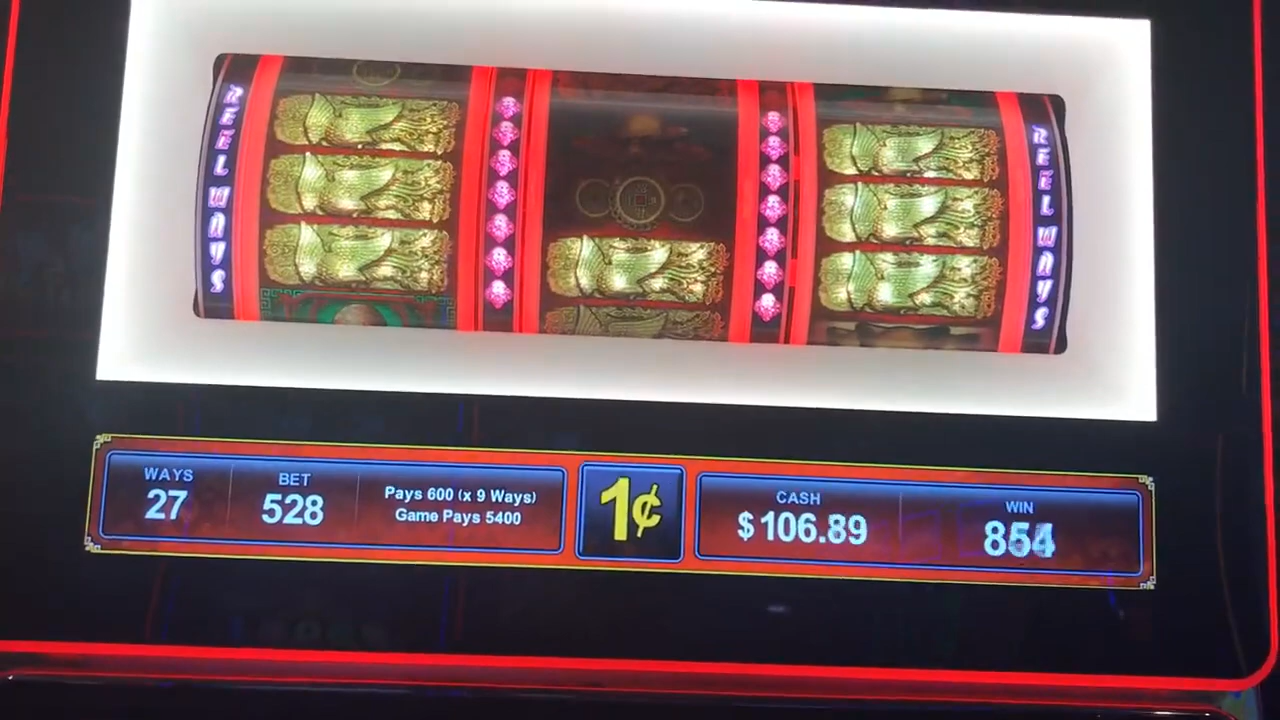 REEL WAYS
REEL WAYS
WAYS
27
BET
528
Pays 600 (x 9 Ways)
Game Pays 5400
1¢
CASH
$106.89
WIN
854